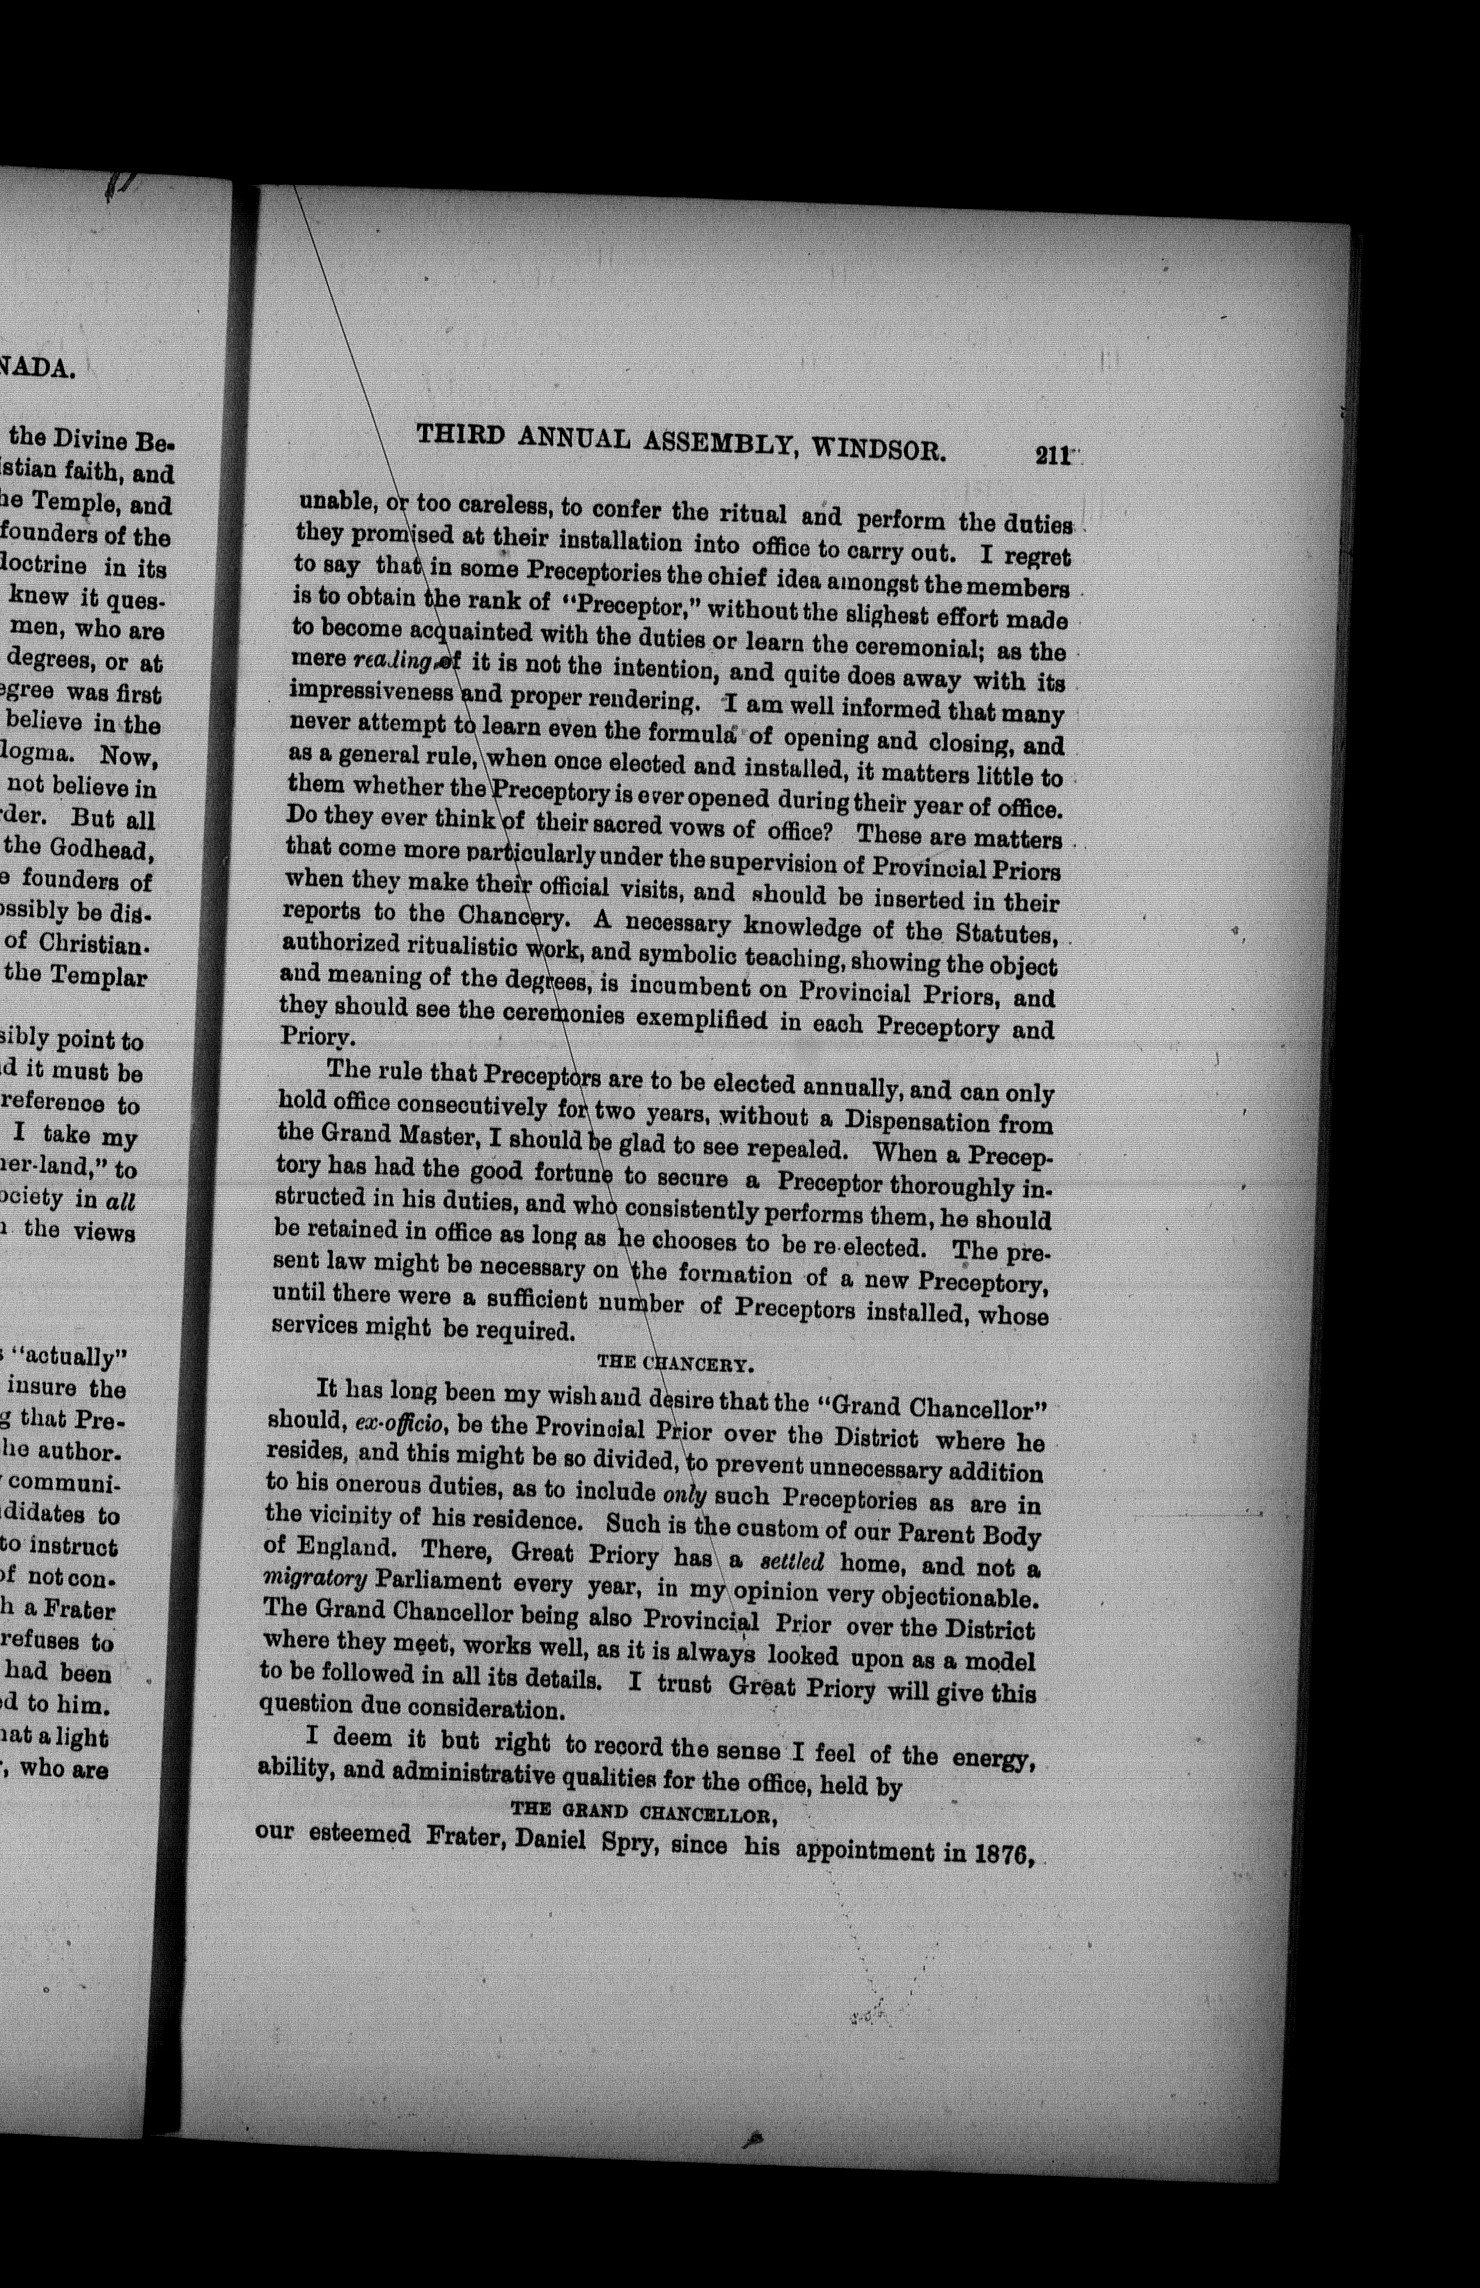 NADA.
the Divine Be-
stian faith, and
he Temple, and
founders of the
doctrine in its
knew it ques-
men, who are
degrees, or at
egree was first
believe in the
logma. Now,
not believe in
rder. But all
the Godhead,
e founders of
ossibly be dis-
of Christian-
the Templar
sibly point to
d it must be
reference to
I take my
her-land," to
ociety in all
the views
"actually"
insure the
g that Pre-
he author-
communi-
didates to
to instruct
of not con-
h a Frater
refuses to
had been
ed to him.
hat a light
, who are
THIRD ANNUAL ASSEMBLY, WINDSOR. 211
unable, or too careless, to confer the ritual and perform the duties
they promised at their installation into office to carry out. I regret
to say that in some Preceptories the chief idea amongst the members
is to obtain the rank of "Preceptor," without the slighest effort made
to become acquainted with the duties or learn the ceremonial; as the
mere reading of it is not the intention, and quite does away with its
impressiveness and proper rendering. I am well informed that many
never attempt to learn even the formula of opening and closing, and
as a general rule, when once elected and installed, it matters little to
them whether the Preceptory is ever opened during their year of office.
Do they ever think of their sacred vows of office? These are matters
that come more particularly under the supervision of Provincial Priors
when they make their official visits, and should be inserted in their
reports to the Chancery. A necessary knowledge of the Statutes,
authorized ritualistic work, and symbolic teaching, showing the object
and meaning of the degrees, is incumbent on Provincial Priors, and
they should see the ceremonies exemplified in each Preceptory and
Priory.
The rule that Preceptors are to be elected annually, and can only
hold office consecutively for two years, without a Dispensation from
the Grand Master, I should be glad to see repealed. When a Precep-
tory has had the good fortune to secure a Preceptor thoroughly in-
structed in his duties, and who consistently performs them, he should
be retained in office as long as he chooses to be re-elected. The pre-
sent law might be necessary on the formation of a new Preceptory,
until there were a sufficient number of Preceptors installed, whose
services might be required.
THE CHANCERY.
It has long been my wish and desire that the "Grand Chancellor"
should, ex-officio, be the Provincial Prior over the District where he
resides, and this might be so divided, to prevent unnecessary addition
to his onerous duties, as to include only such Preceptories as are in
the vicinity of his residence. Such is the custom of our Parent Body
of England. There, Great Priory has a settled home, and not a
migratory Parliament every year, in my opinion very objectionable.
The Grand Chancellor being also Provincial Prior over the District
where they meet, works well, as it is always looked upon as a model
to be followed in all its details. I trust Great Priory will give this
question due consideration.
I deem it but right to record the sense I feel of the energy,
ability, and administrative qualities for the office, held by
THE GRAND CHANCELLOR,
our esteemed Frater, Daniel Spry, since his appointment in 1876,